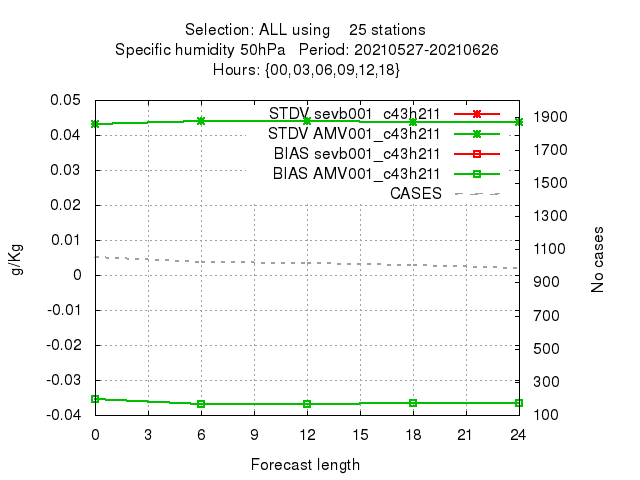 Selection: ALL using 25 stations
Specific humidity 50hPa Period: 20210527-20210626
Hours: {00,03,06,09,12,18}
STDV sevb001_c43h211
STDV AMV001_c43h211
BIAS sevb001_c43h211
BIAS AMV001_c43h211
CASES
0.05
0.04
0.03
0.02
0.01
0
-0.01
-0.02
-0.03
-0.04
g/Kg
1900
1700
1500
1300
1100
900
700
500
300
100
No cases
0 3 6 9 12 15 18 21 24
Forecast length